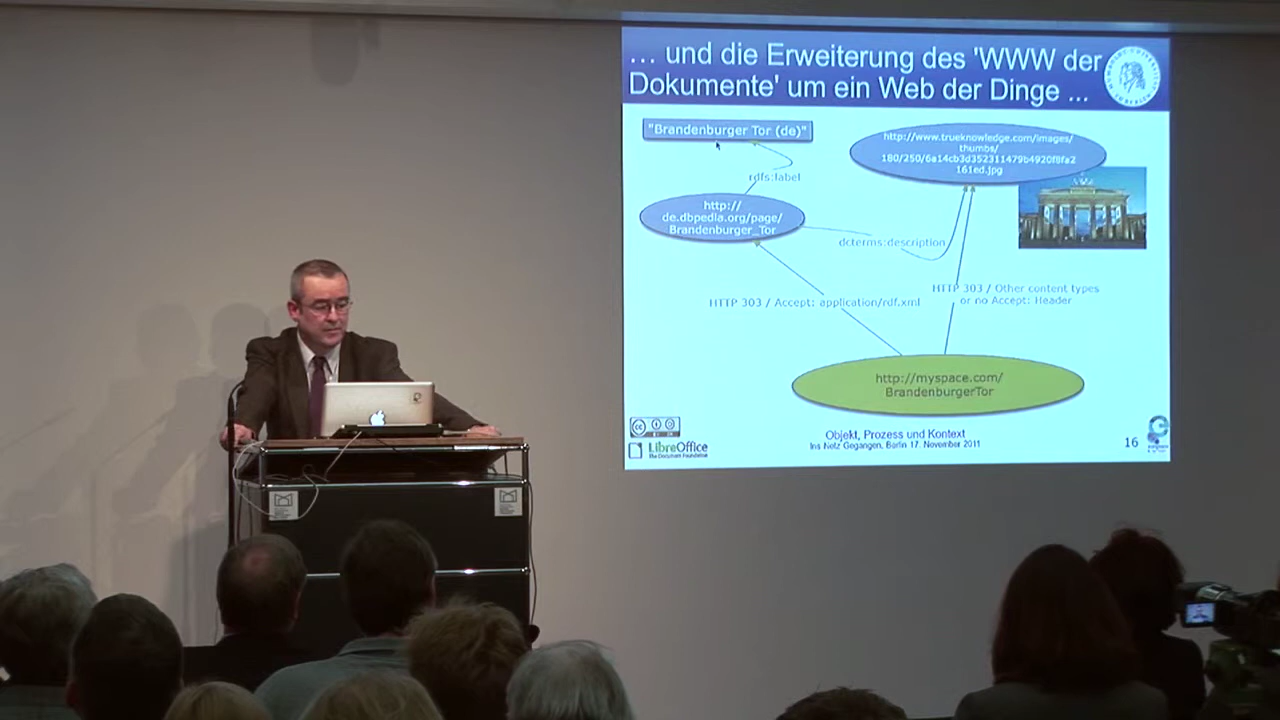 … und die Erweiterung des 'WWW der
Dokumente' um ein Web der Dinge ...
"Brandenburger Tor (de)"
http://www.trueknowledge.com/images/
thumbs/
180/250/6a14cb3d352311479b4920f8fa2
161ed.jpg
rdfs:label
http://
de.dbpedia.org/page/
Brandenburger_Tor
dcterms:description
HTTP 303 / Accept: application/rdf.xml
HTTP 303 / Other content types
or no Accept: Header
http://myspace.com/
BrandenburgerTor
LibreOffice
The Document Foundation
Objekt, Prozess und Kontext
Ins Netz Gegangen, Berlin 17. November 2011
16